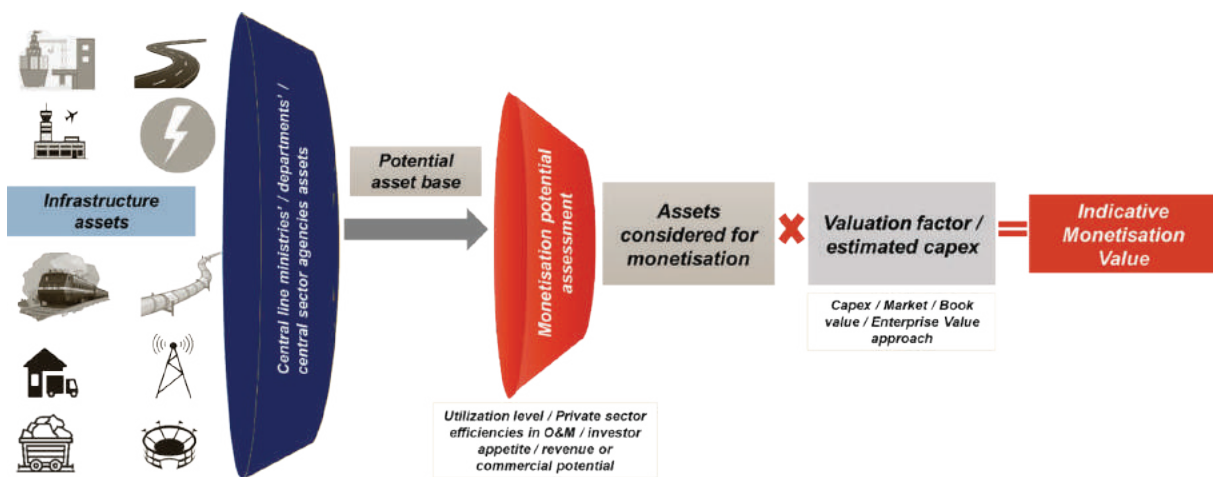 Infrastructure
assets
Central line ministries' / departments' /
central sector agencies assets
Potential
asset base
Monetisation potential
assessment
Utilization level / Private sector
efficiencies in O&M / investor
appetite / revenue or
commercial potential
Assets
considered for
monetisation
×
Valuation factor /
estimated capex
Capex / Market / Book
value / Enterprise Value
approach
=
Indicative
Monetisation
Value